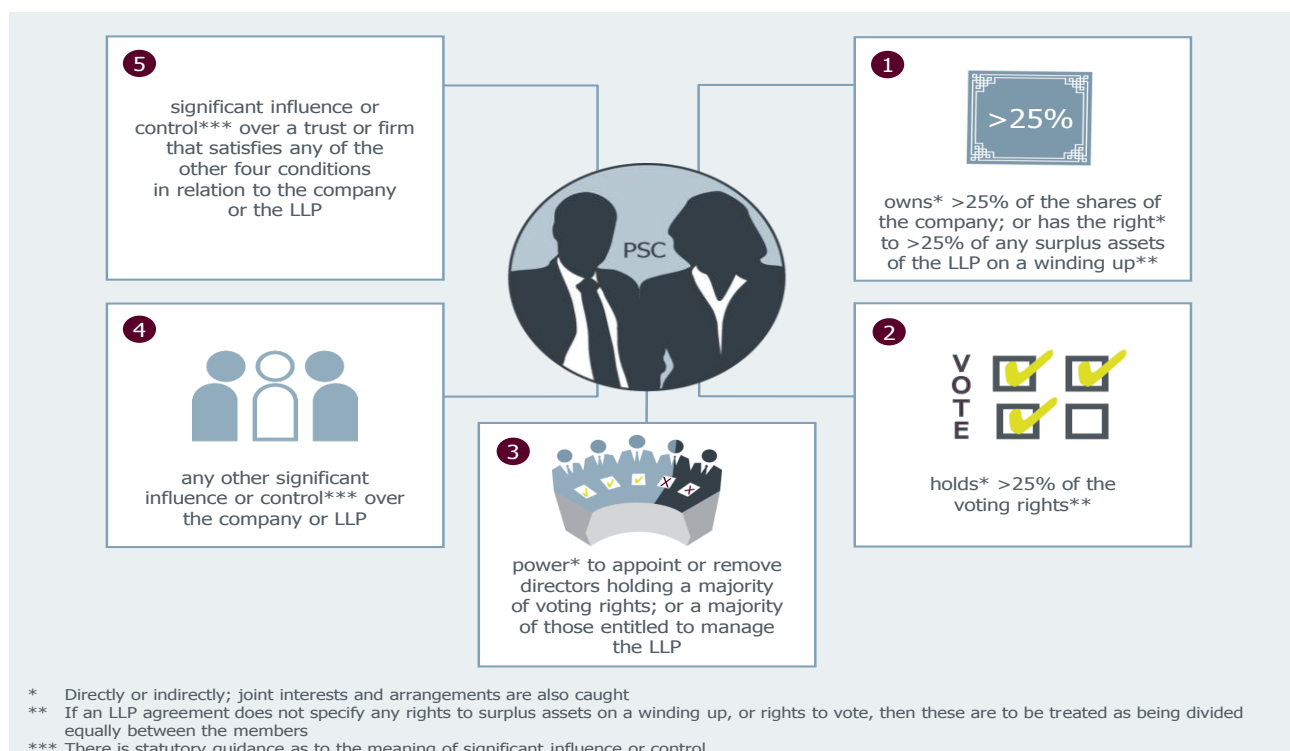 PSC
1
>25%
owns* >25% of the shares of
the company; or has the right*
to >25% of any surplus assets
of the LLP on a winding up**
2
VOTE
holds* >25% of the
voting rights**
3
power* to appoint or remove
directors holding a majority
of voting rights; or a majority
of those entitled to manage
the LLP
4
any other significant
influence or control*** over
the company or LLP
5
significant influence or
control*** over a trust or firm
that satisfies any of the
other four conditions
in relation to the company
or the LLP
* Directly or indirectly; joint interests and arrangements are also caught
** If an LLP agreement does not specify any rights to surplus assets on a winding up, or rights to vote, then these are to be treated as being divided
equally between the members
*** There is statutory guidance as to the meaning of significant influence or control